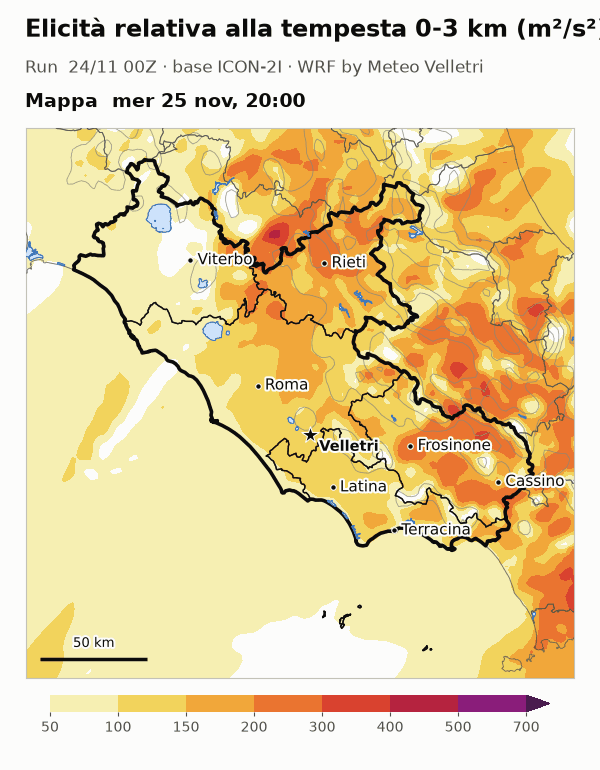 Elicità relativa alla tempesta 0-3 km (m²/s²)
Run 24/11 00Z · base ICON-2I · WRF by Meteo Velletri
Mappa mer 25 nov, 20:00
Viterbo
Rieti
Roma
Velletri
Frosinone
Latina
Cassino
Terracina
50 km
50 100 150 200 300 400 500 700